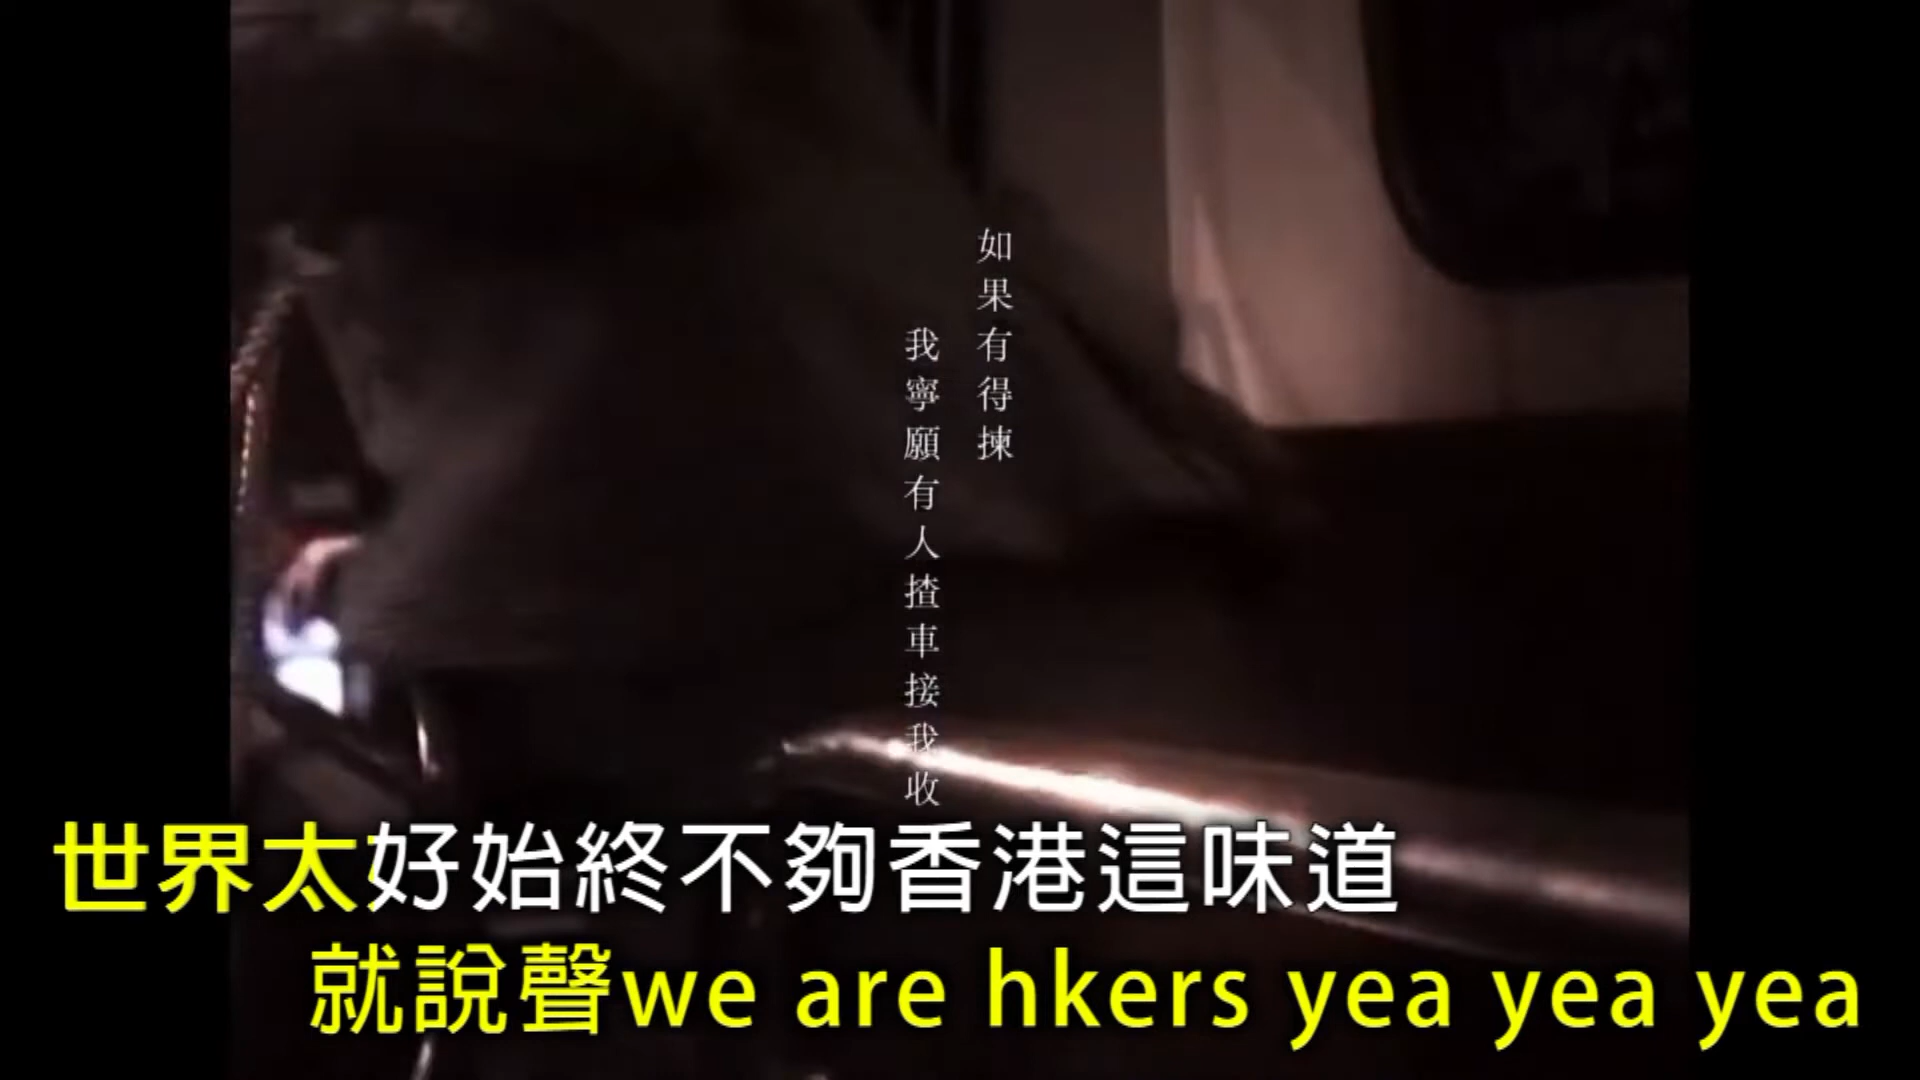 如果有得揀
我寧願有人揸車接我收
世界太好始終不夠香港這味道
就說聲we are hkers yea yea yea